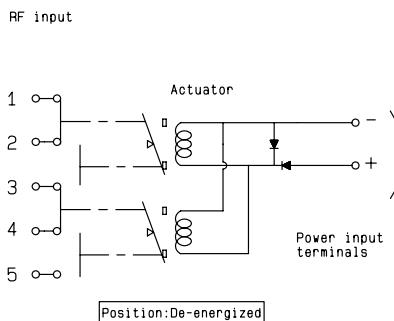 RF input
Actuator
1
2
3
4
5
-
+
Power input
terminals
Position:De-energized